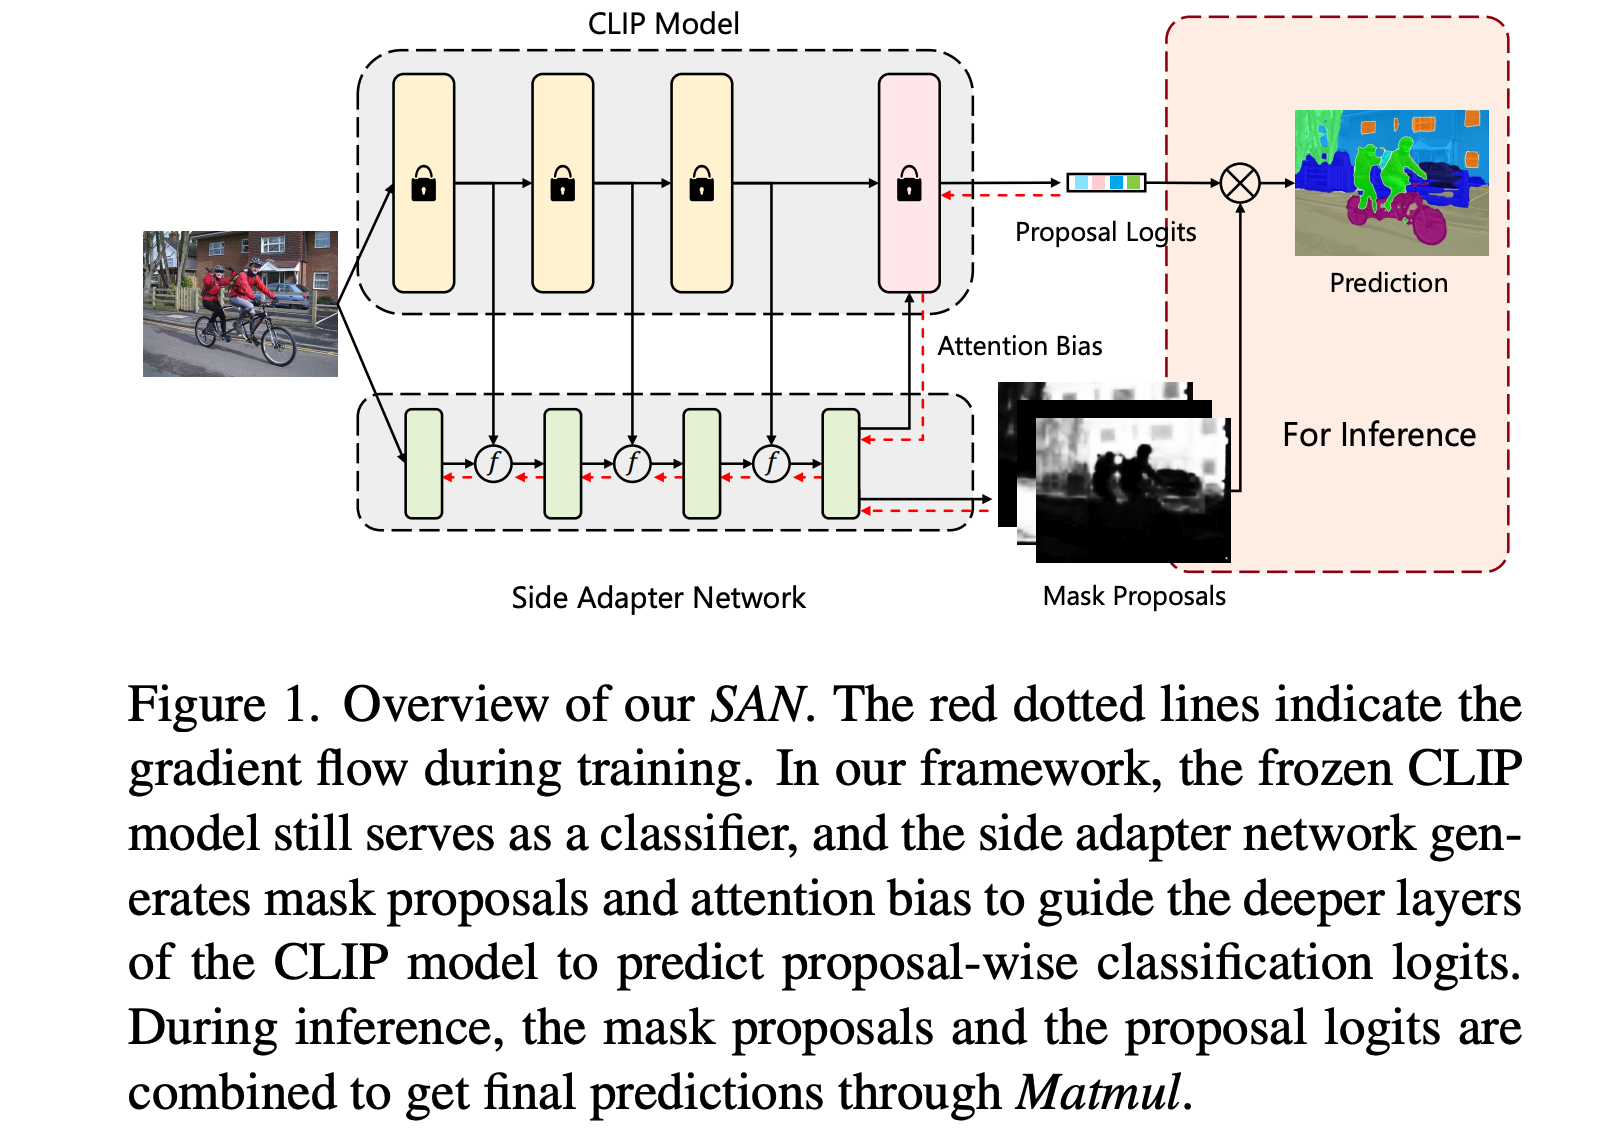 CLIP Model
Proposal Logits
Prediction
Attention Bias
For Inference
f f f
Side Adapter Network
Mask Proposals
Figure 1. Overview of our SAN. The red dotted lines indicate the
gradient flow during training. In our framework, the frozen CLIP
model still serves as a classifier, and the side adapter network gen-
erates mask proposals and attention bias to guide the deeper layers
of the CLIP model to predict proposal-wise classification logits.
During inference, the mask proposals and the proposal logits are
combined to get final predictions through Matmul.